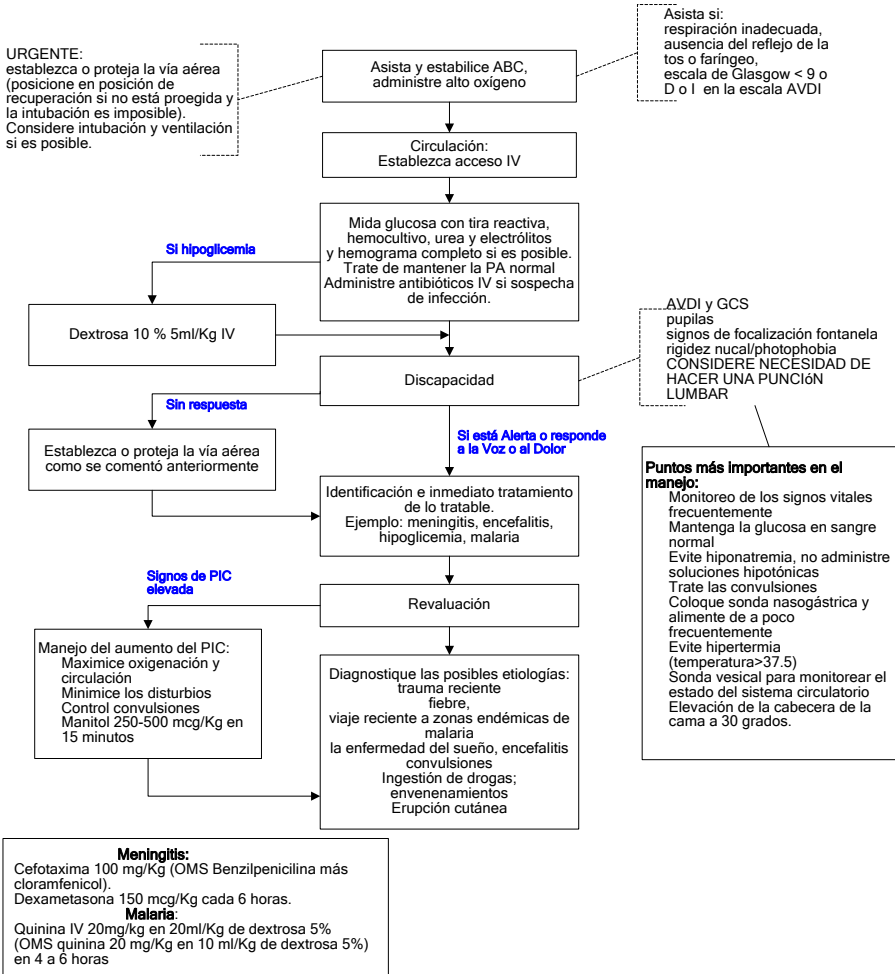 Asista si:
respiración inadecuada,
ausencia del reflejo de la
tos o faríngeo,
escala de Glasgow < 9 o
D o I en la escala AVDI
URGENTE:
establezca o proteja la vía aérea
(posicione en posición de
recuperación si no está proegida y
la intubación es imposible).
Considere intubación y ventilación
si es posible.
Asista y estabilice ABC,
administre alto oxígeno
Circulación:
Establezca acceso IV
Mida glucosa con tira reactiva,
hemocultivo, urea y electrólitos
y hemograma completo si es posible.
Trate de mantener la PA normal
Administre antibióticos IV si sospecha
de infección.
Si hipoglicemia
Dextrosa 10 % 5ml/Kg IV
AVDI y GCS
pupilas
signos de focalización fontanela
rigidez nucal/photophobia
CONSIDERE NECESIDAD DE
HACER UNA PUNCIóN
LUMBAR
Discapacidad
Sin respuesta
Si está Alerta o responde
a la Voz o al Dolor
Establezca o proteja la vía aérea
como se comentó anteriormente
Identificación e inmediato tratamiento
de lo tratable.
Ejemplo: meningitis, encefalitis,
hipoglicemia, malaria
Puntos más importantes en el
manejo:
Monitoreo de los signos vitales
frecuentemente
Mantenga la glucosa en sangre
normal
Evite hiponatremia, no administre
soluciones hipotónicas
Trate las convulsiones
Coloque sonda nasogástrica y
alimente de a poco
frecuentemente
Evite hipertermia
(temperatura>37.5)
Sonda vesical para monitorear el
estado del sistema circulatorio
Elevación de la cabecera de la
cama a 30 grados.
Signos de PIC
elevada
Revaluación
Manejo del aumento del PIC:
Maximice oxigenación y
circulación
Minimice los disturbios
Control convulsiones
Manitol 250-500 mcg/Kg en
15 minutos
Diagnostique las posibles etiologías:
trauma reciente
fiebre,
viaje reciente a zonas endémicas de
malaria
la enfermedad del sueño, encefalitis
convulsiones
Ingestión de drogas;
envenenamientos
Erupción cutánea
Meningitis:
Cefotaxima 100 mg/Kg (OMS Benzilpenicilina más
cloramfenicol).
Dexametasona 150 mcg/Kg cada 6 horas.
Malaria:
Quinina IV 20mg/kg en 20ml/Kg de dextrosa 5%
(OMS quinina 20 mg/Kg en 10 ml/Kg de dextrosa 5%)
en 4 a 6 horas